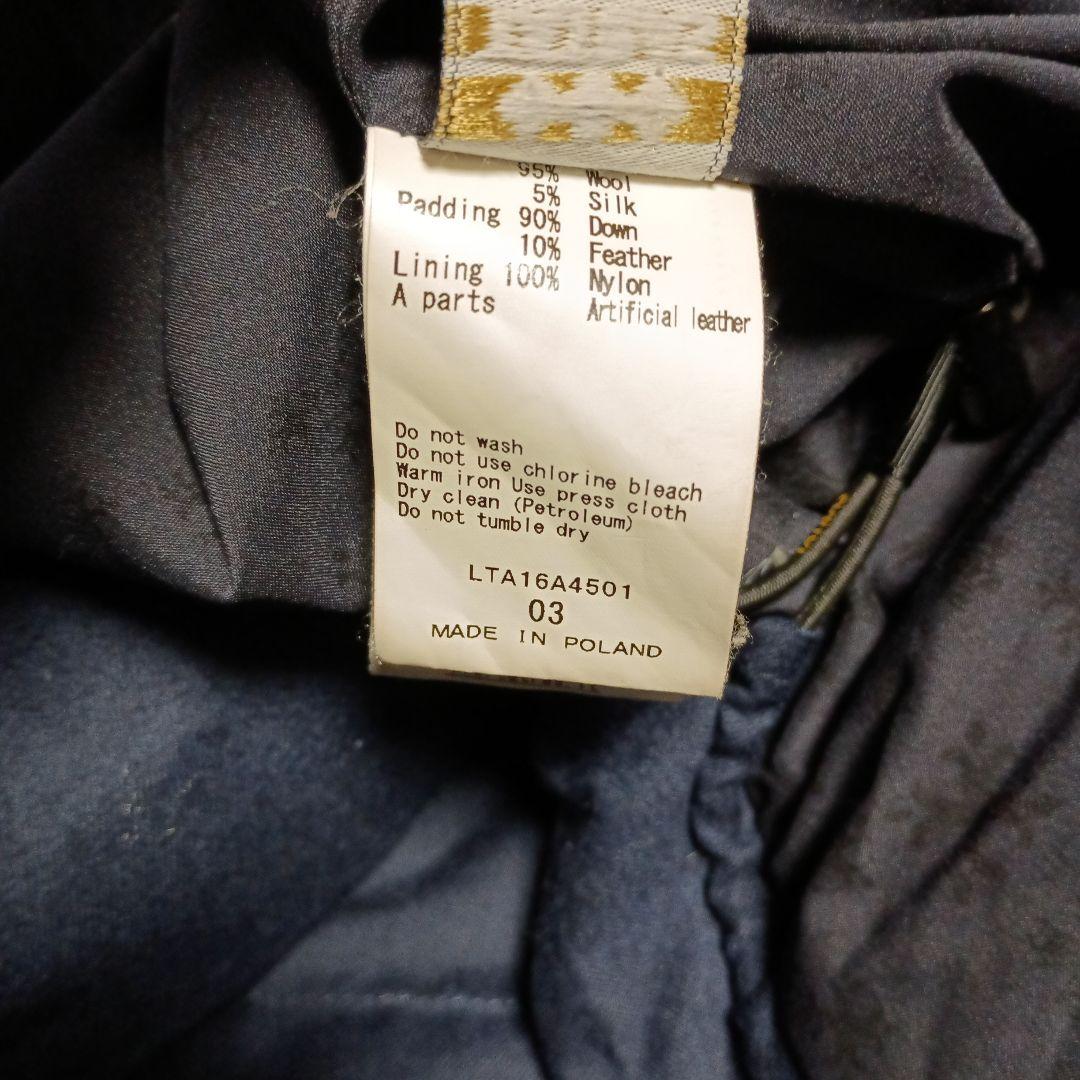 95% Wool
5% Silk
Padding 90% Down
10% Feather
Lining 100% Nylon
A parts Artificial leather
Do not wash
Do not use chlorine bleach
Warm iron Use press cloth
Dry clean (Petroleum)
Do not tumble dry
LTA16A4501
03
MADE IN POLAND